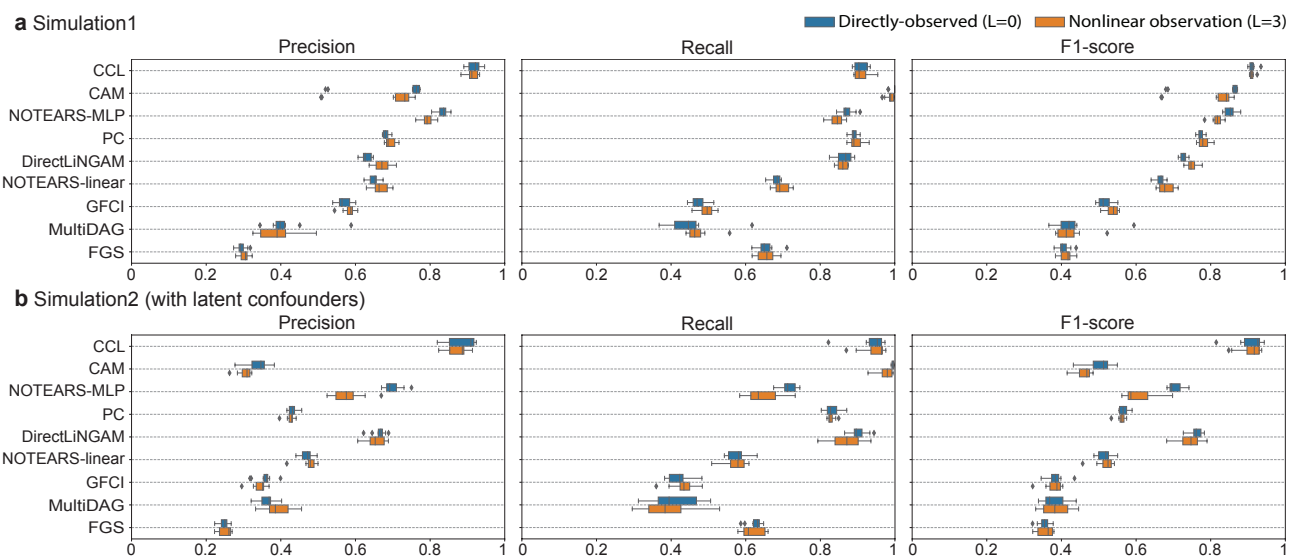 a Simulation1
Directly-observed (L=0) Nonlinear observation (L=3)
Precision Recall F1-score
CCL
CAM
NOTEARS-MLP
PC
DirectLiNGAM
NOTEARS-linear
GFCI
MultiDAG
FGS
0 0.2 0.4 0.6 0.8 1 0 0.2 0.4 0.6 0.8 1 0 0.2 0.4 0.6 0.8 1
b Simulation2 (with latent confounders)
Precision Recall F1-score
CCL
CAM
NOTEARS-MLP
PC
DirectLiNGAM
NOTEARS-linear
GFCI
MultiDAG
FGS
0 0.2 0.4 0.6 0.8 1 0 0.2 0.4 0.6 0.8 1 0 0.2 0.4 0.6 0.8 1